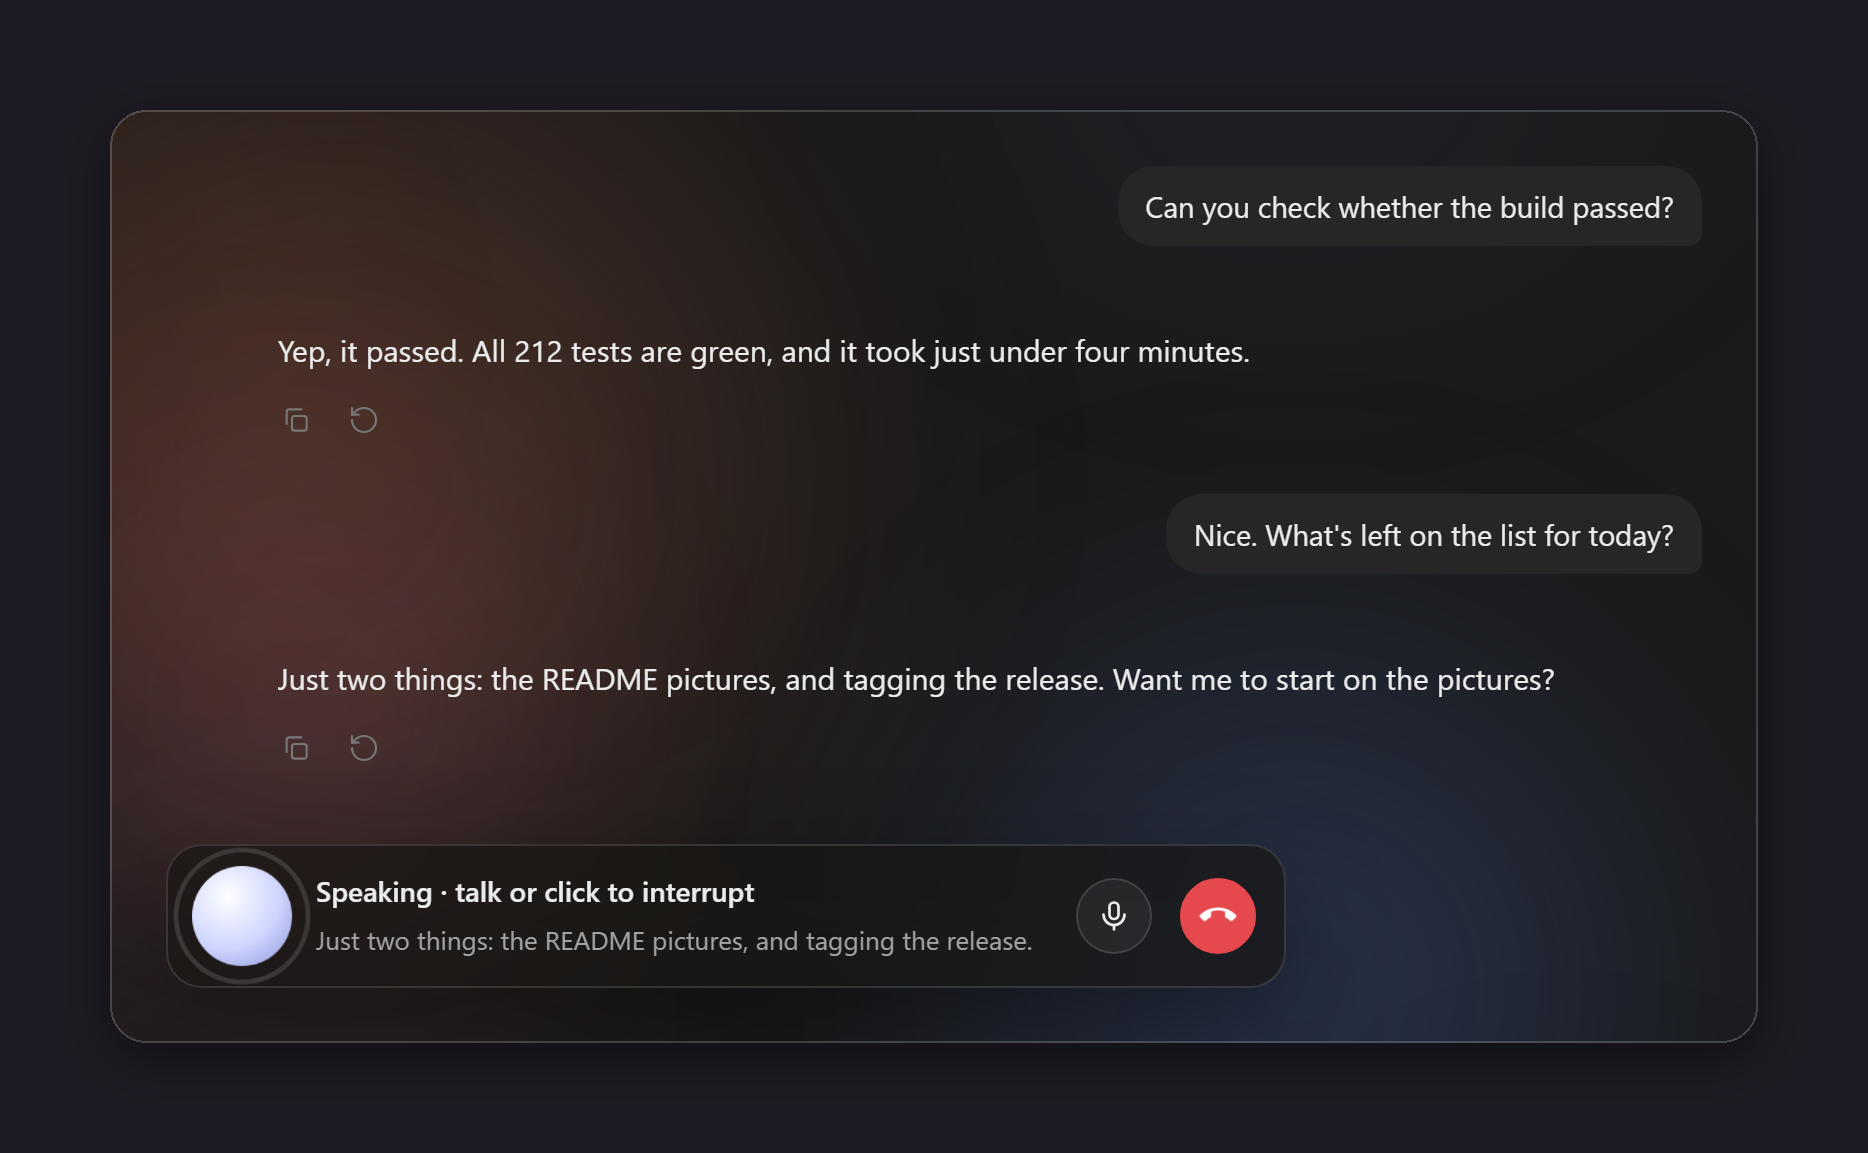 Can you check whether the build passed?
Yep, it passed. All 212 tests are green, and it took just under four minutes.
Nice. What's left on the list for today?
Just two things: the README pictures, and tagging the release. Want me to start on the pictures?
Speaking · talk or click to interrupt
Just two things: the README pictures, and tagging the release.